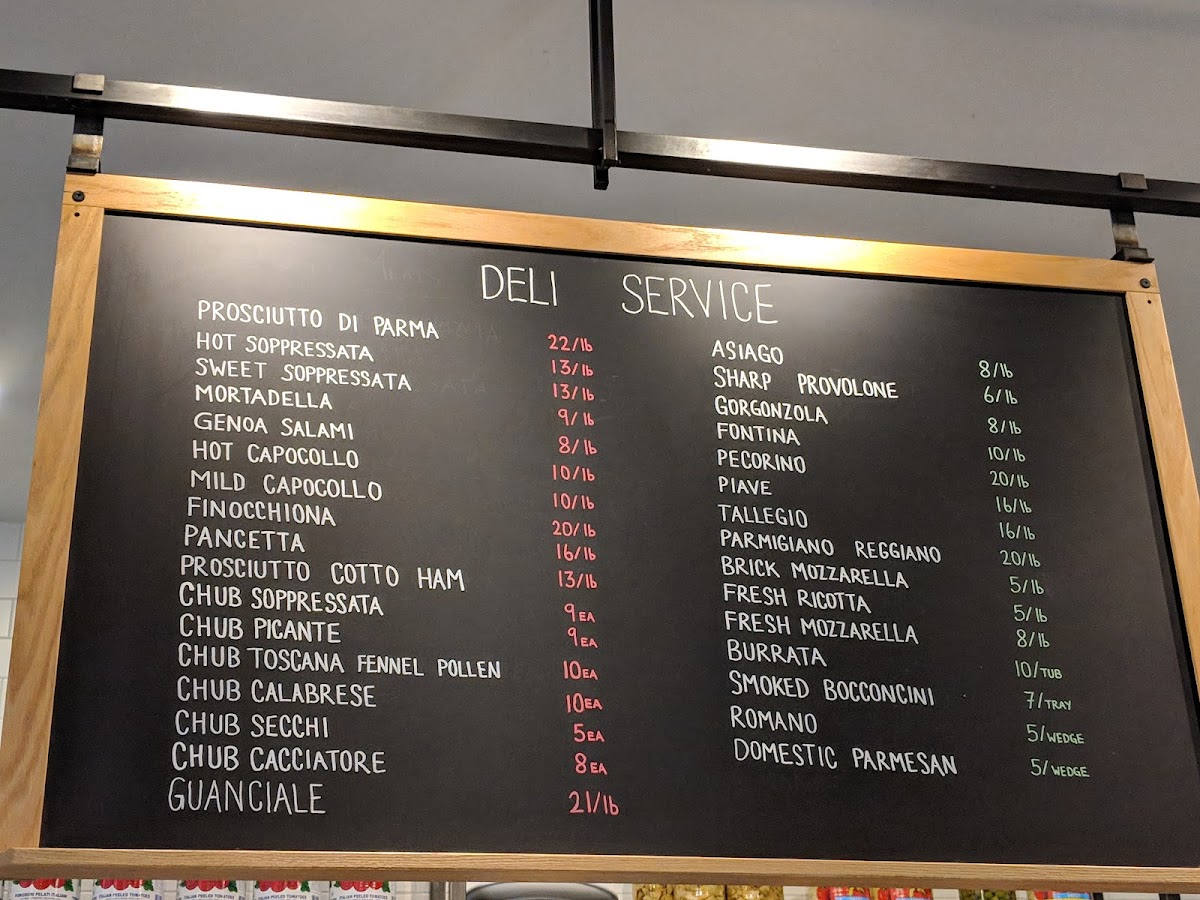 DELI SERVICE
PROSCIUTTO DI PARMA 22/lb
HOT SOPPRESSATA 13/lb
SWEET SOPPRESSATA 13/lb
MORTADELLA 9/lb
GENOA SALAMI 8/lb
HOT CAPOCOLLO 10/lb
MILD CAPOCOLLO 10/lb
FINOCCHIONA 20/lb
PANCETTA 16/lb
PROSCIUTTO COTTO HAM 13/lb
CHUB SOPPRESSATA 9EA
CHUB PICANTE 9EA
CHUB TOSCANA FENNEL POLLEN 10EA
CHUB CALABRESE 10EA
CHUB SECCHI 5EA
CHUB CACCIATORE 8EA
GUANCIALE 21/lb
ASIAGO 8/lb
SHARP PROVOLONE 6/lb
GORGONZOLA 8/lb
FONTINA 10/lb
PECORINO 20/lb
PIAVE 16/lb
TALLEGIO 16/lb
PARMIGIANO REGGIANO 20/lb
BRICK MOZZARELLA 5/lb
FRESH RICOTTA 5/lb
FRESH MOZZARELLA 8/lb
BURRATA 10/TUB
SMOKED BOCCONCINI 7/TRAY
ROMANO 5/WEDGE
DOMESTIC PARMESAN 5/WEDGE
ITALIAN PEELED TOMATOES